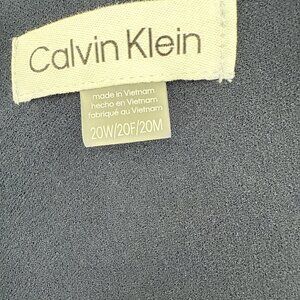 Calvin Klein
made in Vietnam
hecho en Vietnam
fabriqué au Vietnam
20W/20F/20M